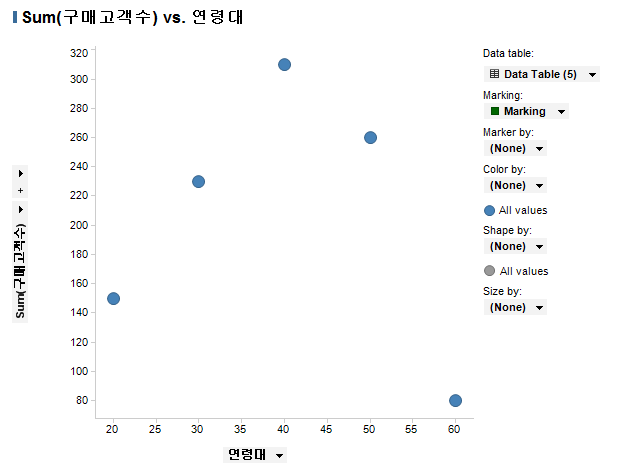 Sum(구매고객수) vs. 연령대
320
300
280
260
240
220
200
180
160
140
120
100
80
20 25 30 35 40 45 50 55 60
+
Sum(구매고객수)
연령대
Data table:
Data Table (5)
Marking:
Marking
Marker by:
(None)
Color by:
(None)
All values
Shape by:
(None)
All values
Size by:
(None)